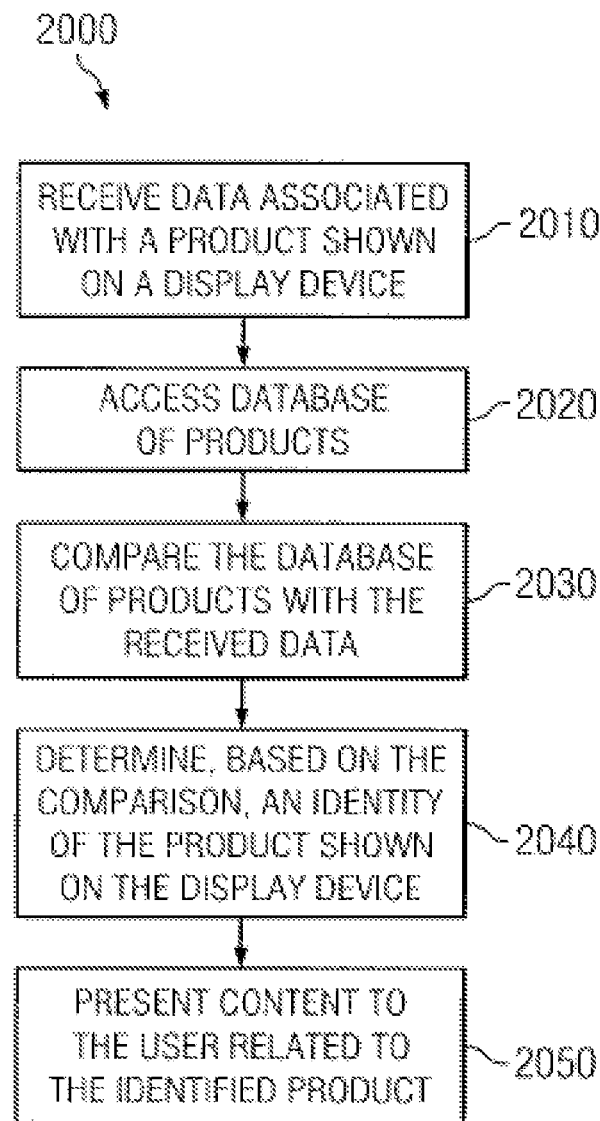 2000
RECEIVE DATA ASSOCIATED
WITH A PRODUCT SHOWN
ON A DISPLAY DEVICE
2010
ACCESS DATABASE
OF PRODUCTS
2020
COMPARE THE DATABASE
OF PRODUCTS WITH THE
RECEIVED DATA
2030
DETERMINE, BASED ON THE
COMPARISON, AN IDENTITY
OF THE PRODUCT SHOWN
ON THE DISPLAY DEVICE
2040
PRESENT CONTENT TO
THE USER RELATED TO
THE IDENTIFIED PRODUCT
2050